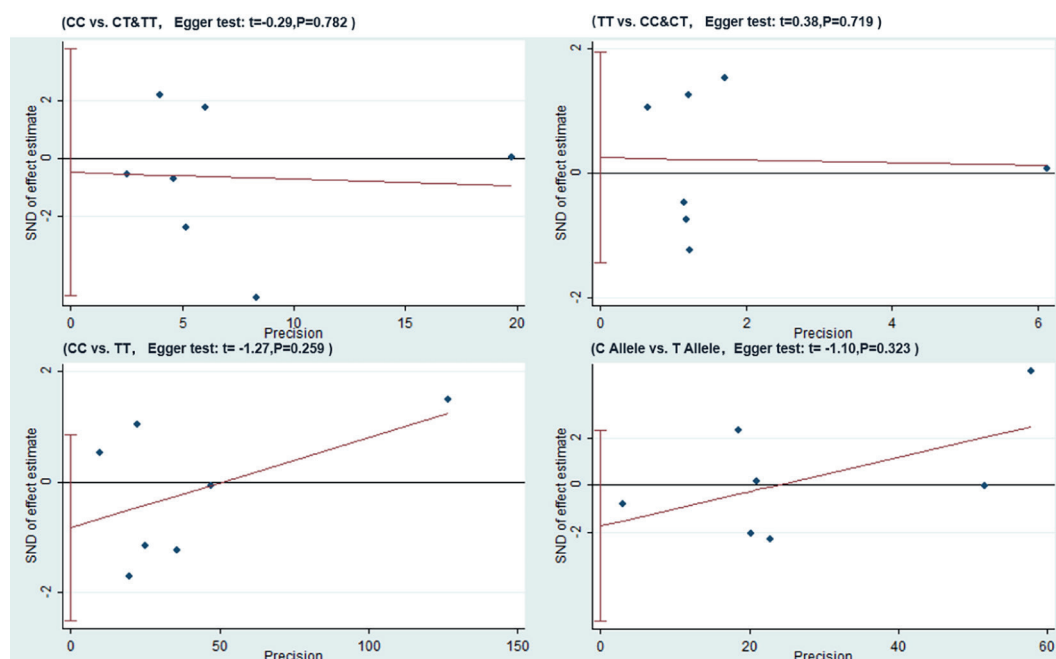 (CC vs. CT&TT, Egger test: t=-0.29,P=0.782 )
SND of effect estimate
2
0
-2
0
5
10
15
20
Precision
(TT vs. CC&CT, Egger test: t=0.38,P=0.719 )
SND of effect estimate
2
0
-2
0
2
4
6
Precision
(CC vs. TT, Egger test: t= -1.27,P=0.259 )
SND of effect estimate
2
0
-2
0
50
100
150
Precision
(C Allele vs. T Allele, Egger test: t= -1.10,P=0.323 )
SND of effect estimate
2
0
-2
0
20
40
60
Precision